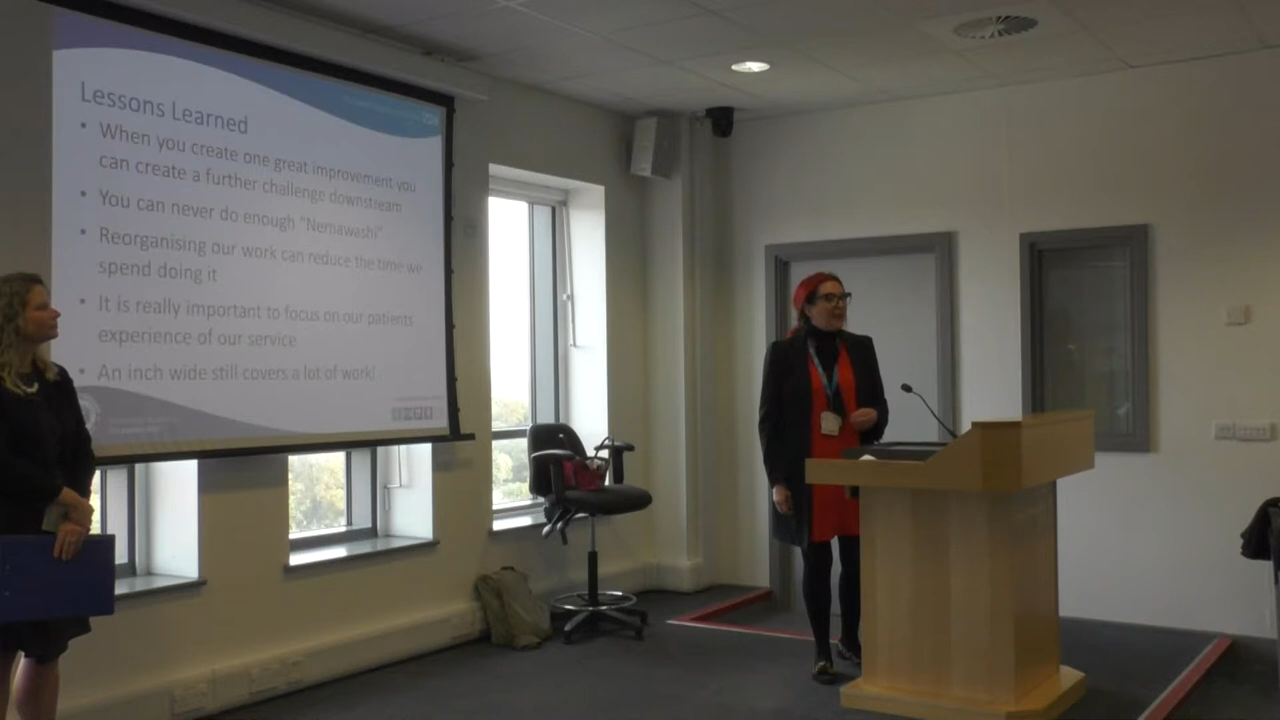 Lessons Learned
• When you create one great improvement you
can create a further challenge downstream
• You can never do enough "Nemawashi"
• Reorganising our work can reduce the time we
spend doing it
• It is really important to focus on our patients
experience of our service
• An inch wide still covers a lot of work!